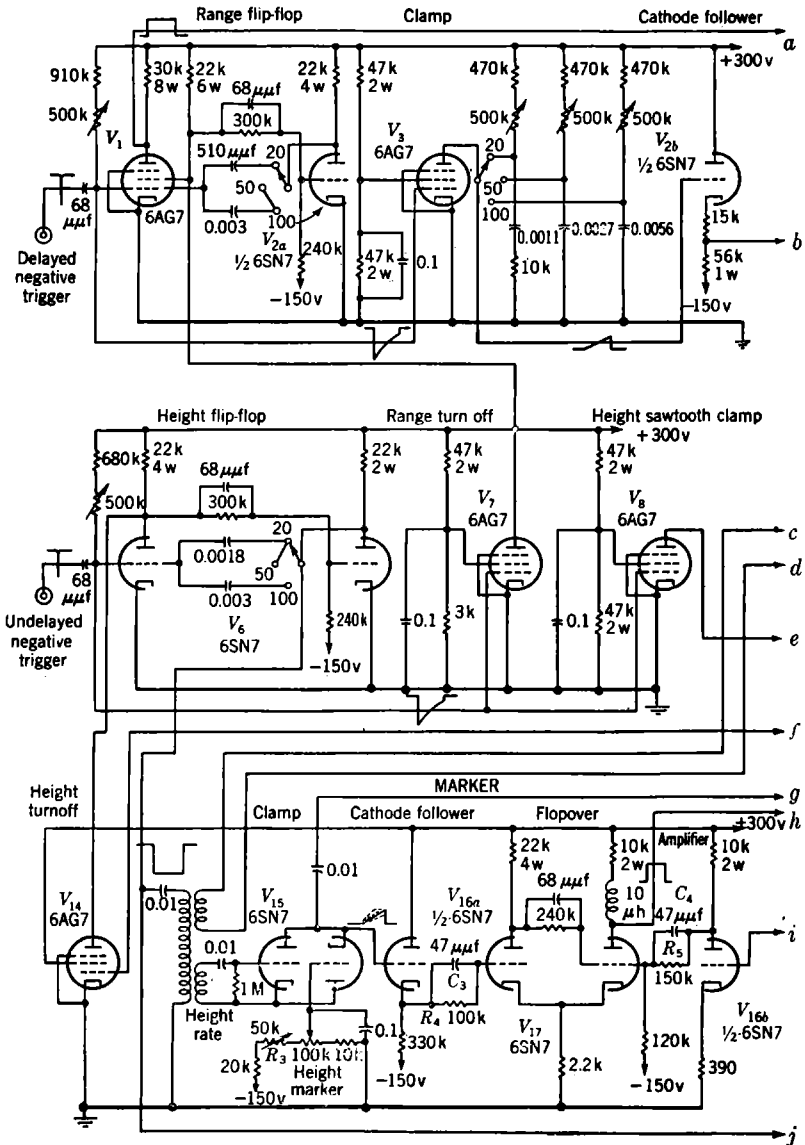 Range flip-flop
Clamp
Cathode follower
a
+300v
910k
30k
8w
22k
6w
68μμf
300k
22k
4w
47k
2w
470k
470k
470k
500k
500k
500k
500k
V1
510μμf
20
50
100
V3
6AG7
20
50
100
V2b
½ 6SN7
68
μμf
6AG7
0.003
V2a
½ 6SN7
240k
-150v
47k
2w
0.1
0.0011
0.0027
0.0056
10k
15k
56k
1w
-150v
b
Delayed
negative
trigger
Height flip-flop
Range turn off
Height sawtooth clamp
+300v
680k
22k
4w
68μμf
300k
22k
2w
47k
2w
47k
2w
500k
20
50
100
V7
6AG7
V8
6AG7
c
d
0.0018
0.003
68
μμf
V6
6SN7
240k
-150v
0.1
3k
0.1
47k
2w
e
Undelayed
negative
trigger
f
Height
turnoff
MARKER
g
Clamp
Cathode follower
Flopover
h
+300v
Amplifier
22k
4w
10k
2w
10k
2w
0.01
0.01
V14
6AG7
V15
6SN7
V16a
½·6SN7
68μμf
240k
10
μh
C4
47μμf
47μμf
C3
R5
150k
i
0.01
1M
R4
100k
V17
6SN7
V16b
½·6SN7
Height
rate
50k
R3
100k
10k
0.1
20k
Height
marker
-150v
330k
-150v
2.2k
120k
-150v
390
j